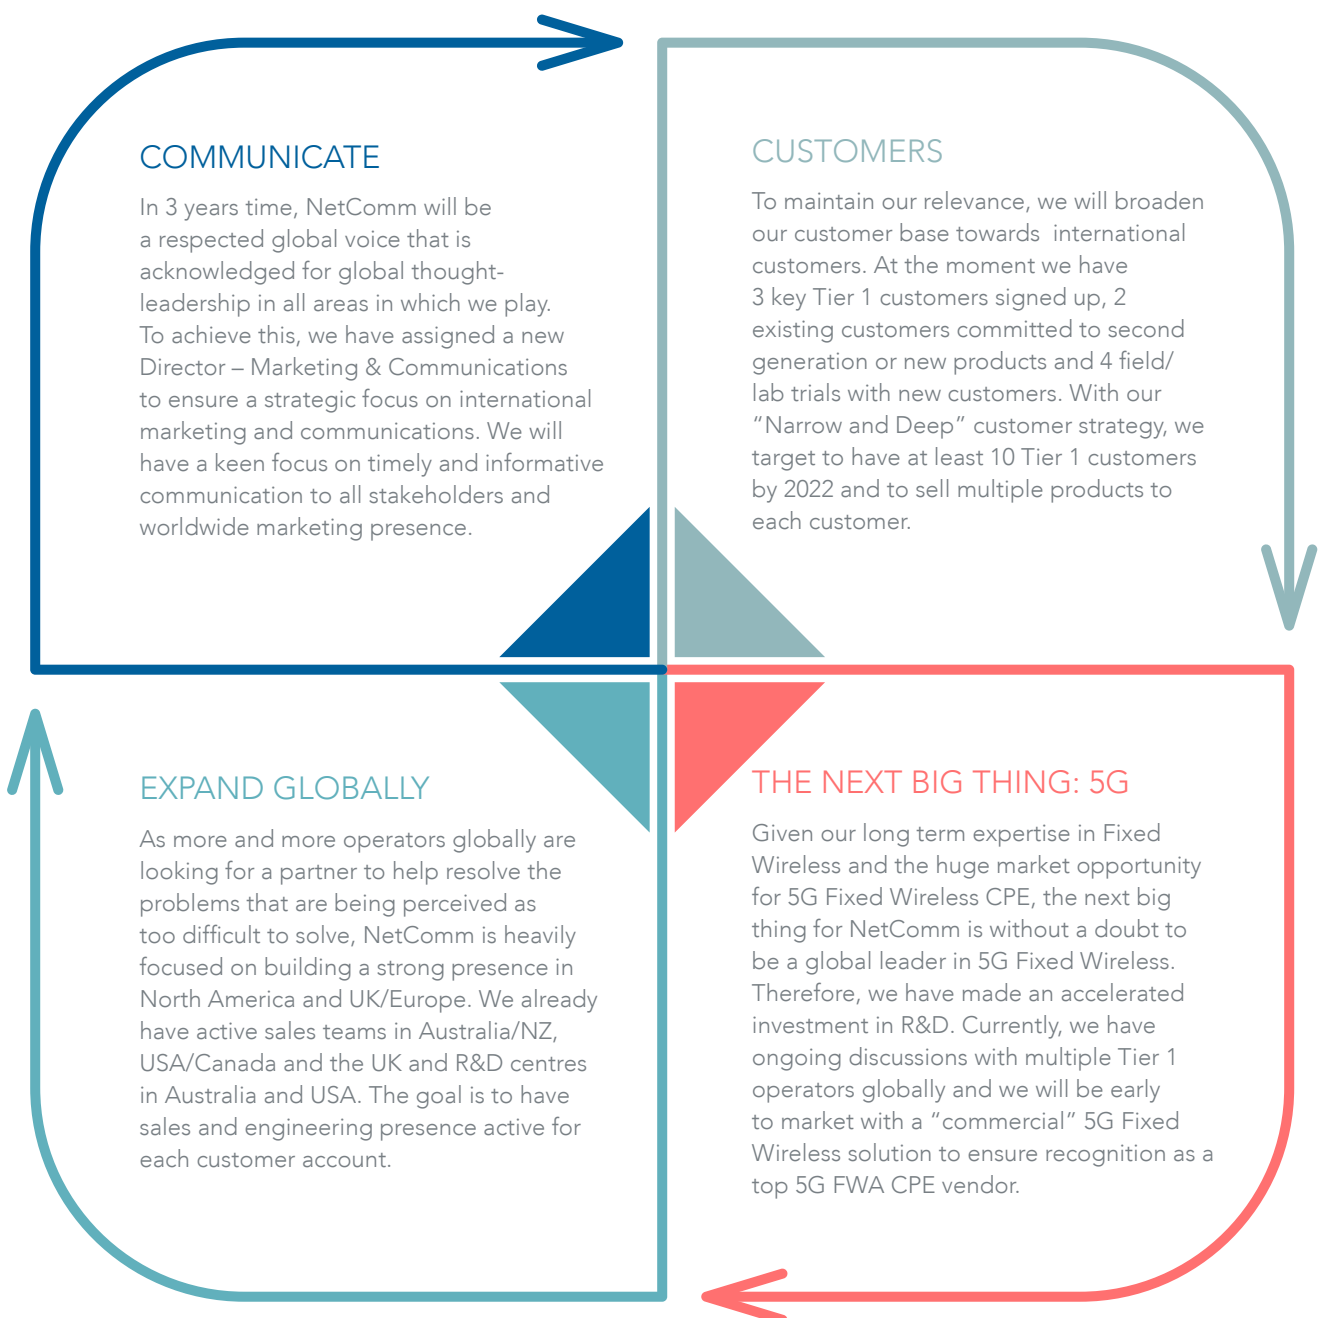 COMMUNICATE
In 3 years time, NetComm will be
a respected global voice that is
acknowledged for global thought-
leadership in all areas in which we play.
To achieve this, we have assigned a new
Director – Marketing & Communications
to ensure a strategic focus on international
marketing and communications. We will
have a keen focus on timely and informative
communication to all stakeholders and
worldwide marketing presence.
CUSTOMERS
To maintain our relevance, we will broaden
our customer base towards  international
customers. At the moment we have
3 key Tier 1 customers signed up, 2
existing customers committed to second
generation or new products and 4 field/
lab trials with new customers. With our
“Narrow and Deep” customer strategy, we
target to have at least 10 Tier 1 customers
by 2022 and to sell multiple products to
each customer.
EXPAND GLOBALLY
As more and more operators globally are
looking for a partner to help resolve the
problems that are being perceived as
too difficult to solve, NetComm is heavily
focused on building a strong presence in
North America and UK/Europe. We already
have active sales teams in Australia/NZ,
USA/Canada and the UK and R&D centres
in Australia and USA. The goal is to have
sales and engineering presence active for
each customer account.
THE NEXT BIG THING: 5G
Given our long term expertise in Fixed
Wireless and the huge market opportunity
for 5G Fixed Wireless CPE, the next big
thing for NetComm is without a doubt to
be a global leader in 5G Fixed Wireless.
Therefore, we have made an accelerated
investment in R&D. Currently, we have
ongoing discussions with multiple Tier 1
operators globally and we will be early
to market with a “commercial” 5G Fixed
Wireless solution to ensure recognition as a
top 5G FWA CPE vendor.